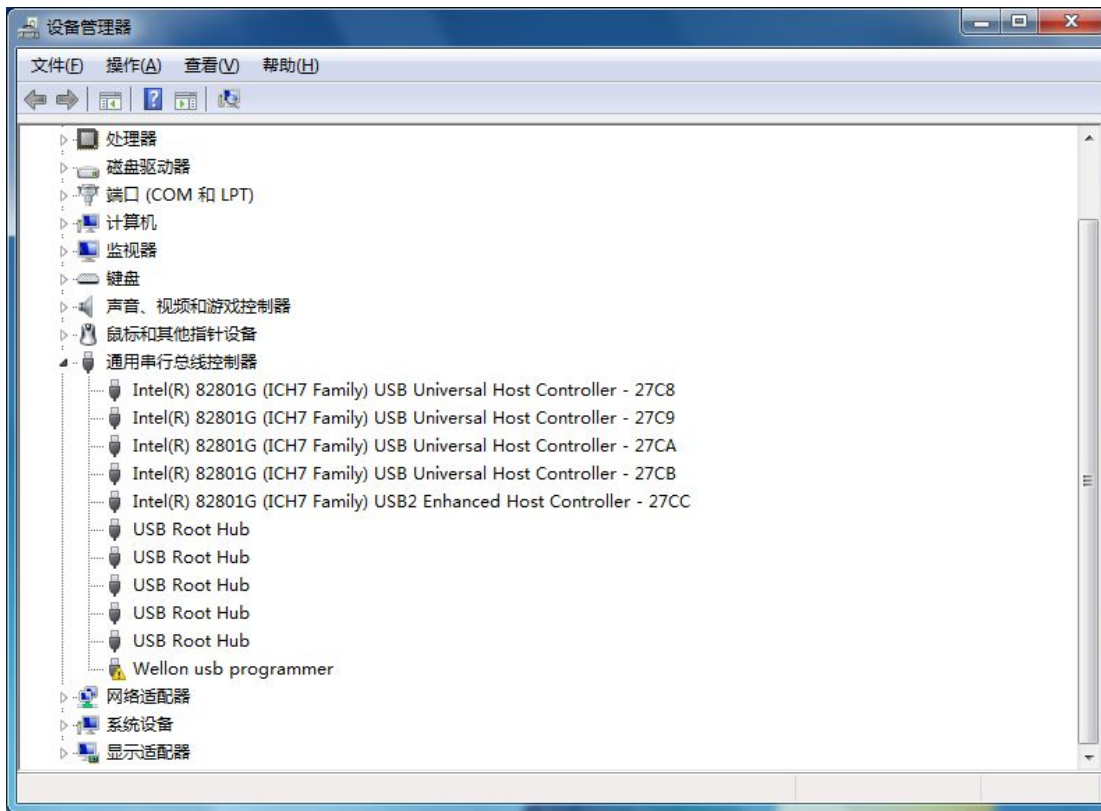 设备管理器
文件(F) 操作(A) 查看(V) 帮助(H)
处理器
磁盘驱动器
端口 (COM 和 LPT)
计算机
监视器
键盘
声音、视频和游戏控制器
鼠标和其他指针设备
通用串行总线控制器
Intel(R) 82801G (ICH7 Family) USB Universal Host Controller - 27C8
Intel(R) 82801G (ICH7 Family) USB Universal Host Controller - 27C9
Intel(R) 82801G (ICH7 Family) USB Universal Host Controller - 27CA
Intel(R) 82801G (ICH7 Family) USB Universal Host Controller - 27CB
Intel(R) 82801G (ICH7 Family) USB2 Enhanced Host Controller - 27CC
USB Root Hub
USB Root Hub
USB Root Hub
USB Root Hub
USB Root Hub
Wellon usb programmer
网络适配器
系统设备
显示适配器